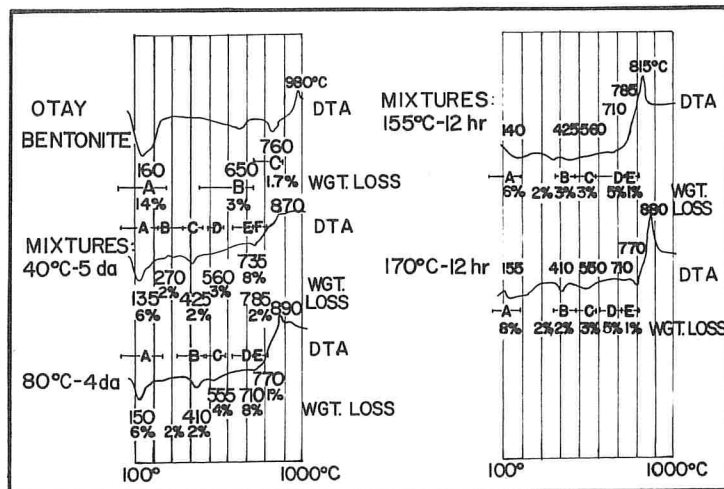 980°C
OTAY
BENTONITE
DTA
160
650
760
A
B
C
14%
3%
1.7%
WGT. LOSS
A B C D E F
870
DTA
MIXTURES:
40°C-5 da
270
560
735
2%
3%
8%
WGT.
LOSS
135
425
785
6%
2%
2%
890
DTA
A B C D E
80°C-4 da
770
1%
555
710
4%
8%
WGT. LOSS
150
410
6% 2% 2%
100° 1000°C
815°C
785
MIXTURES:
155°C-12 hr
710
DTA
140
425 560
A B C D E
6% 2% 3% 3% 5% 1%
WGT.
LOSS
880
770
170°C-12 hr
155
410 550 710
DTA
A B C D E
8% 2% 2% 3% 5% 1%
WGT. LOSS
100° 1000°C